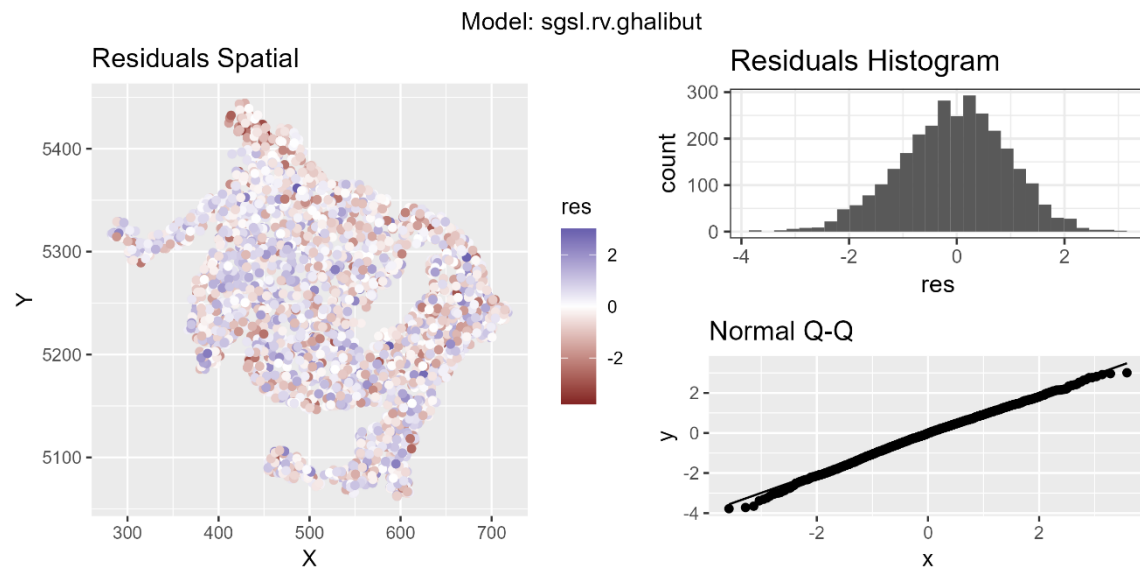 Model: sgsl.rv.ghalibut
Residuals Spatial
5400
5300
5200
5100
Y
300
400
500
600
700
X
res
2
0
-2
Residuals Histogram
300
200
100
0
count
-4
-2
0
2
res
Normal Q-Q
2
0
-2
-4
y
-2
0
2
x